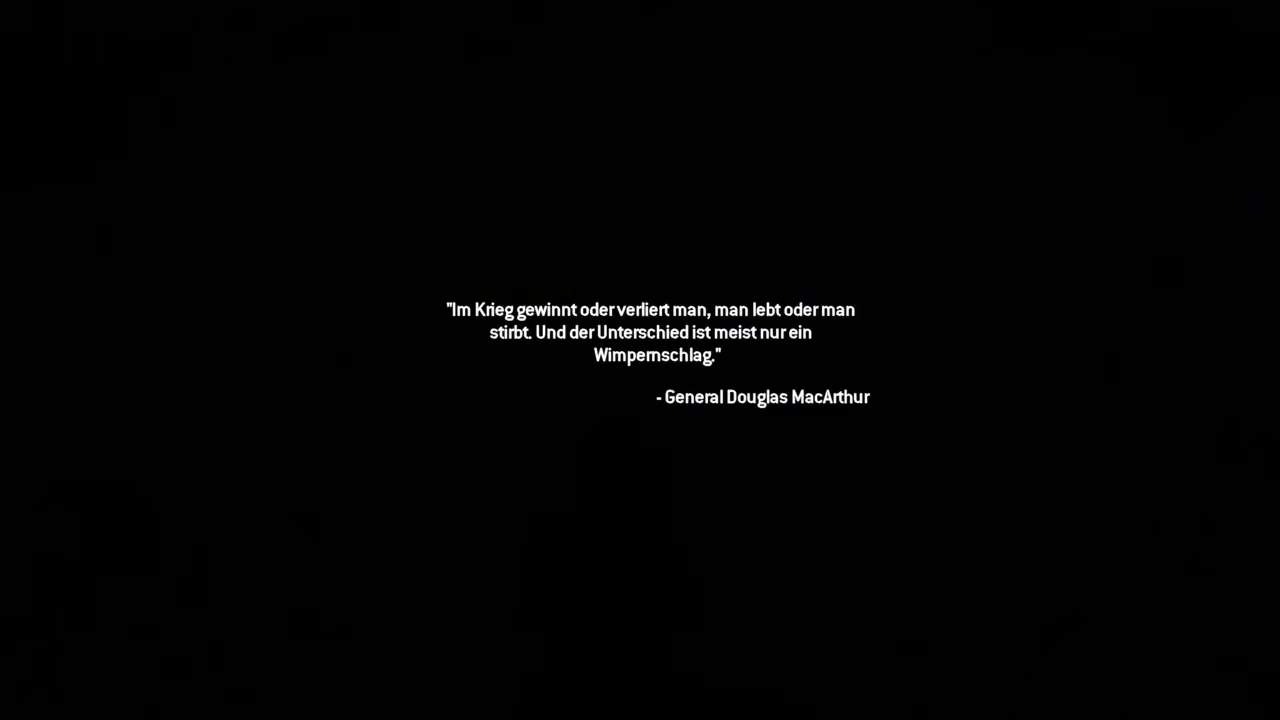 "Im Krieg gewinnt oder verliert man, man lebt oder man
stirbt. Und der Unterschied ist meist nur ein
Wimpernschlag."
- General Douglas MacArthur